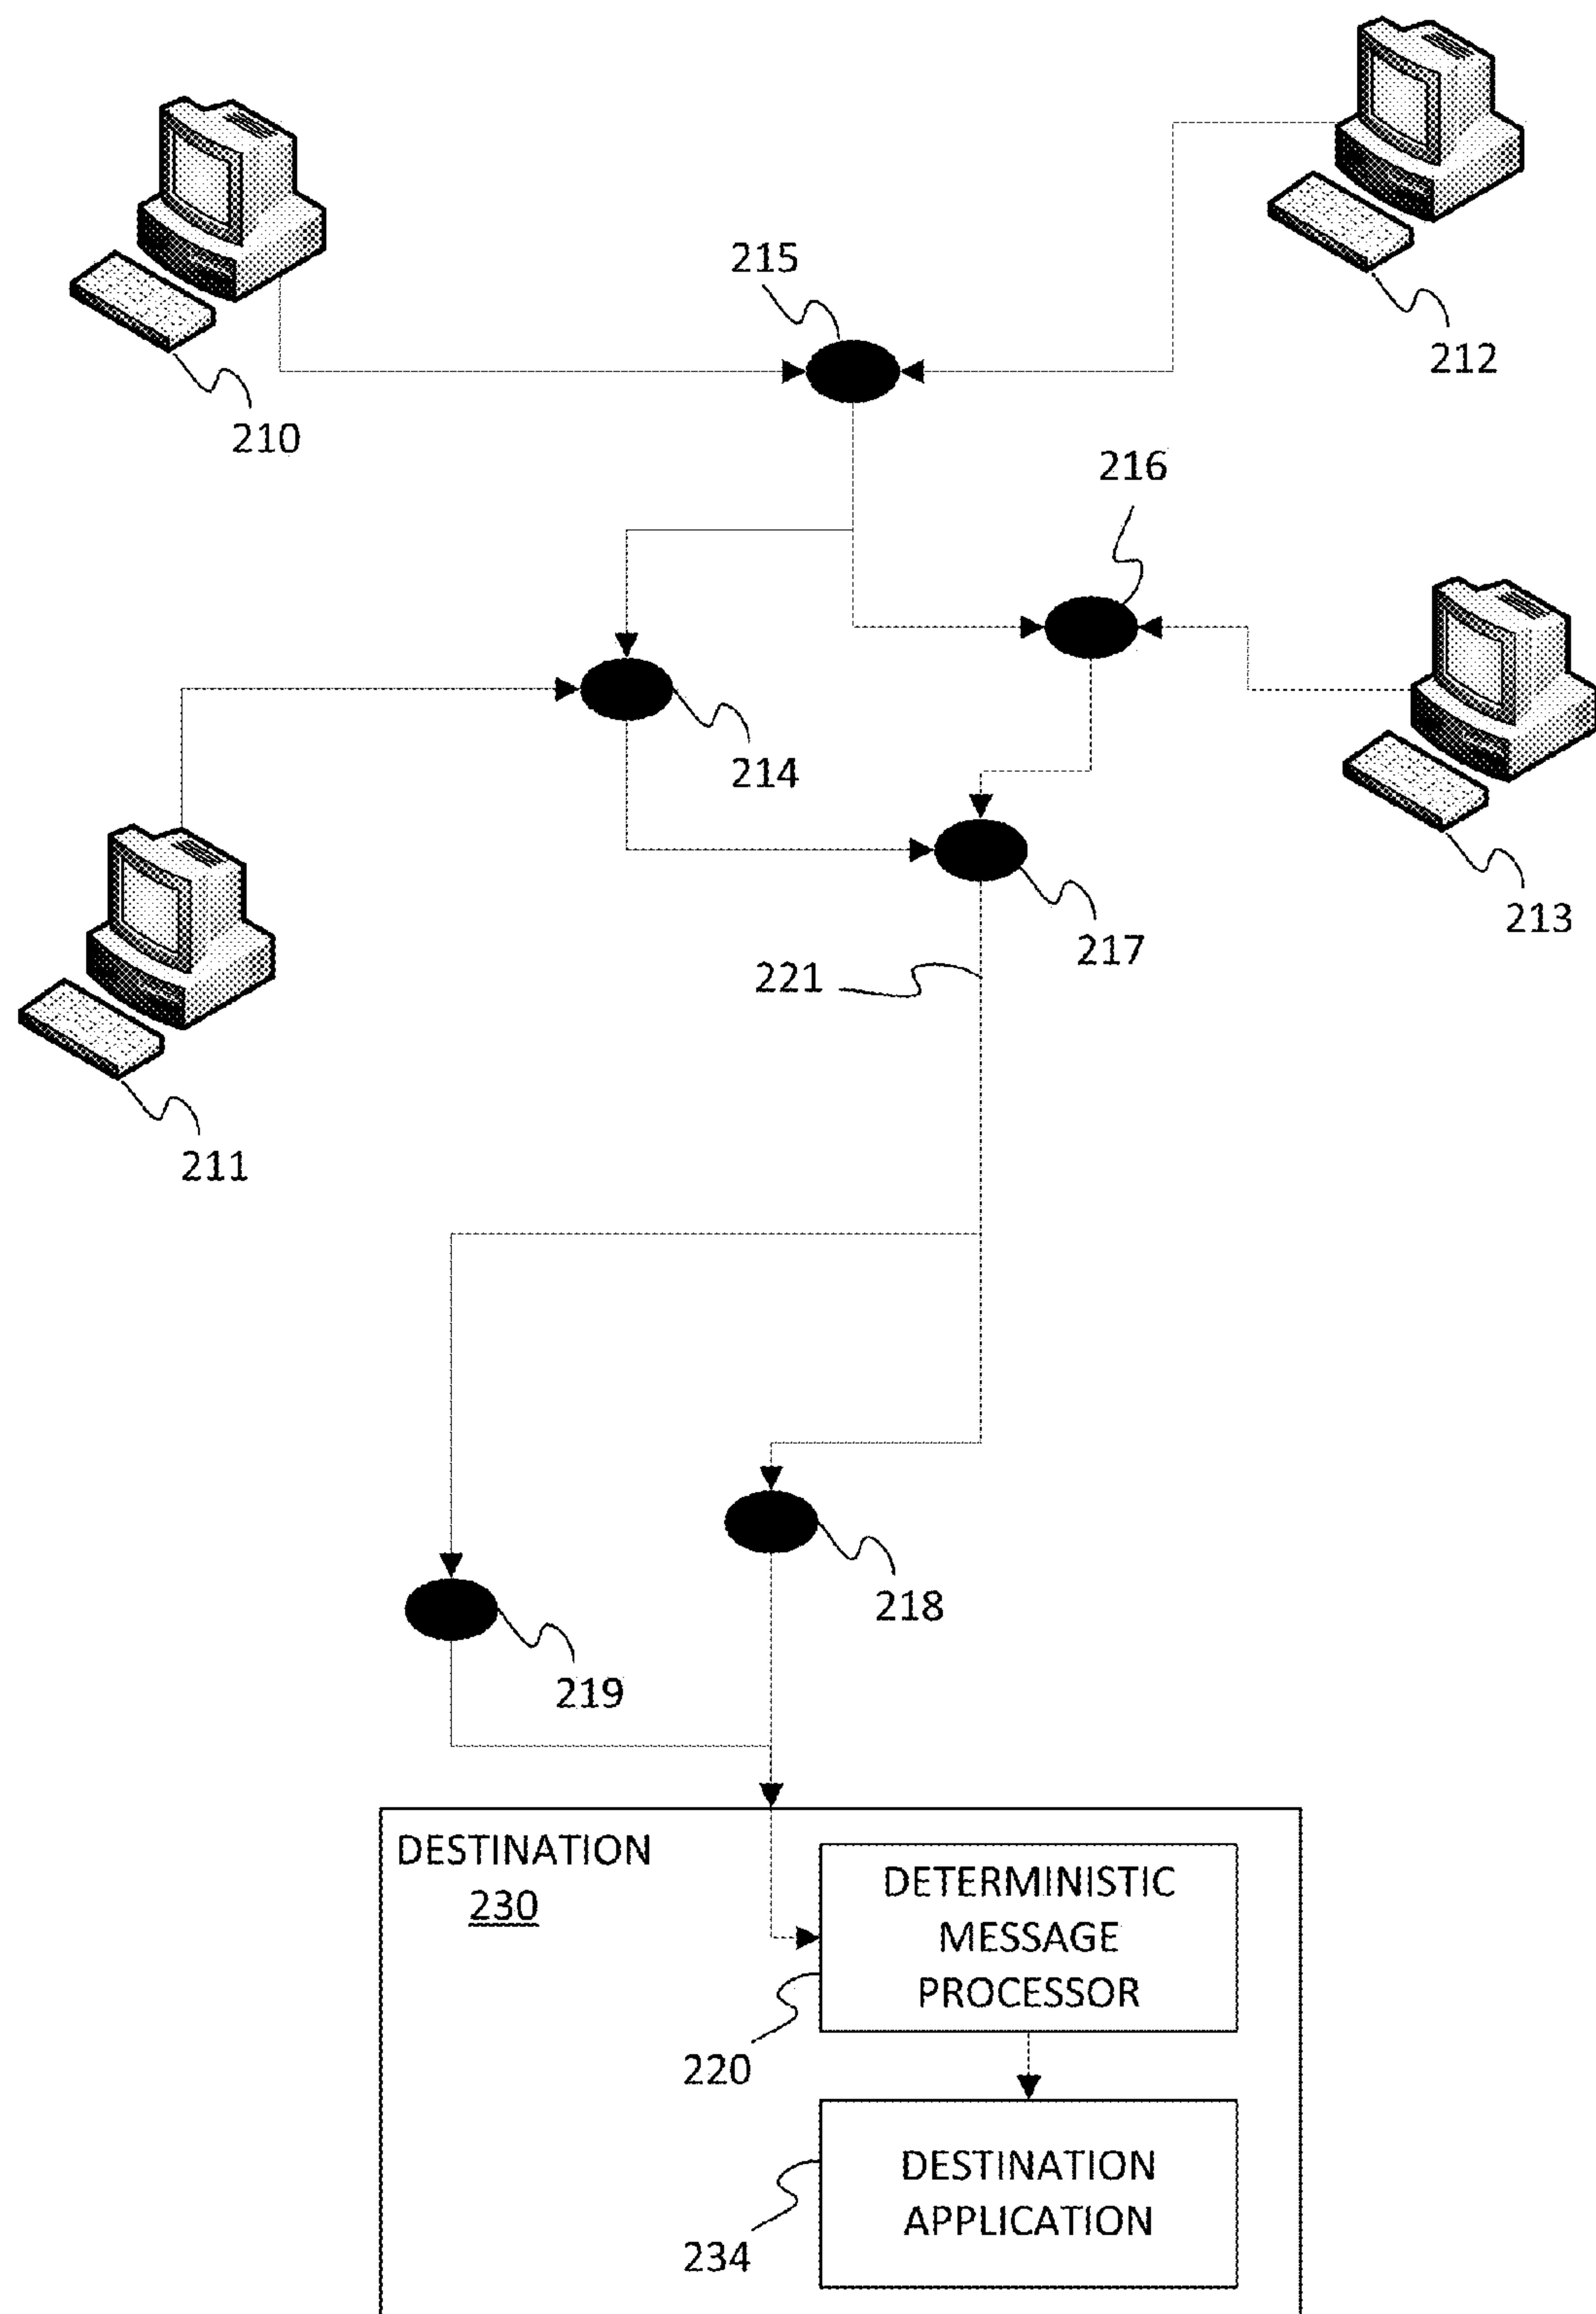 215
212
210
216
214
213
217
221
211
218
219
DESTINATION
230
DETERMINISTIC
MESSAGE
PROCESSOR
220
DESTINATION
APPLICATION
234